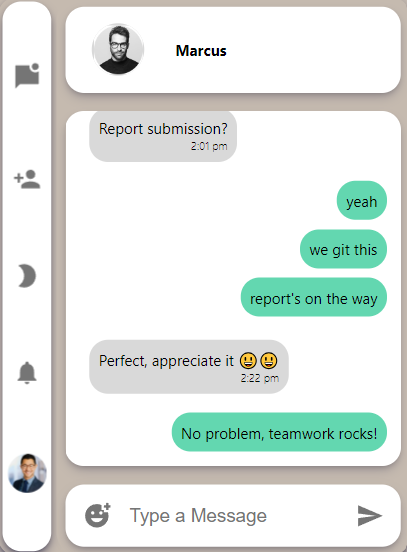 Marcus
Report submission?
2:01 pm
yeah
we git this
report's on the way
Perfect, appreciate it 😃😃
2:22 pm
No problem, teamwork rocks!
Type a Message